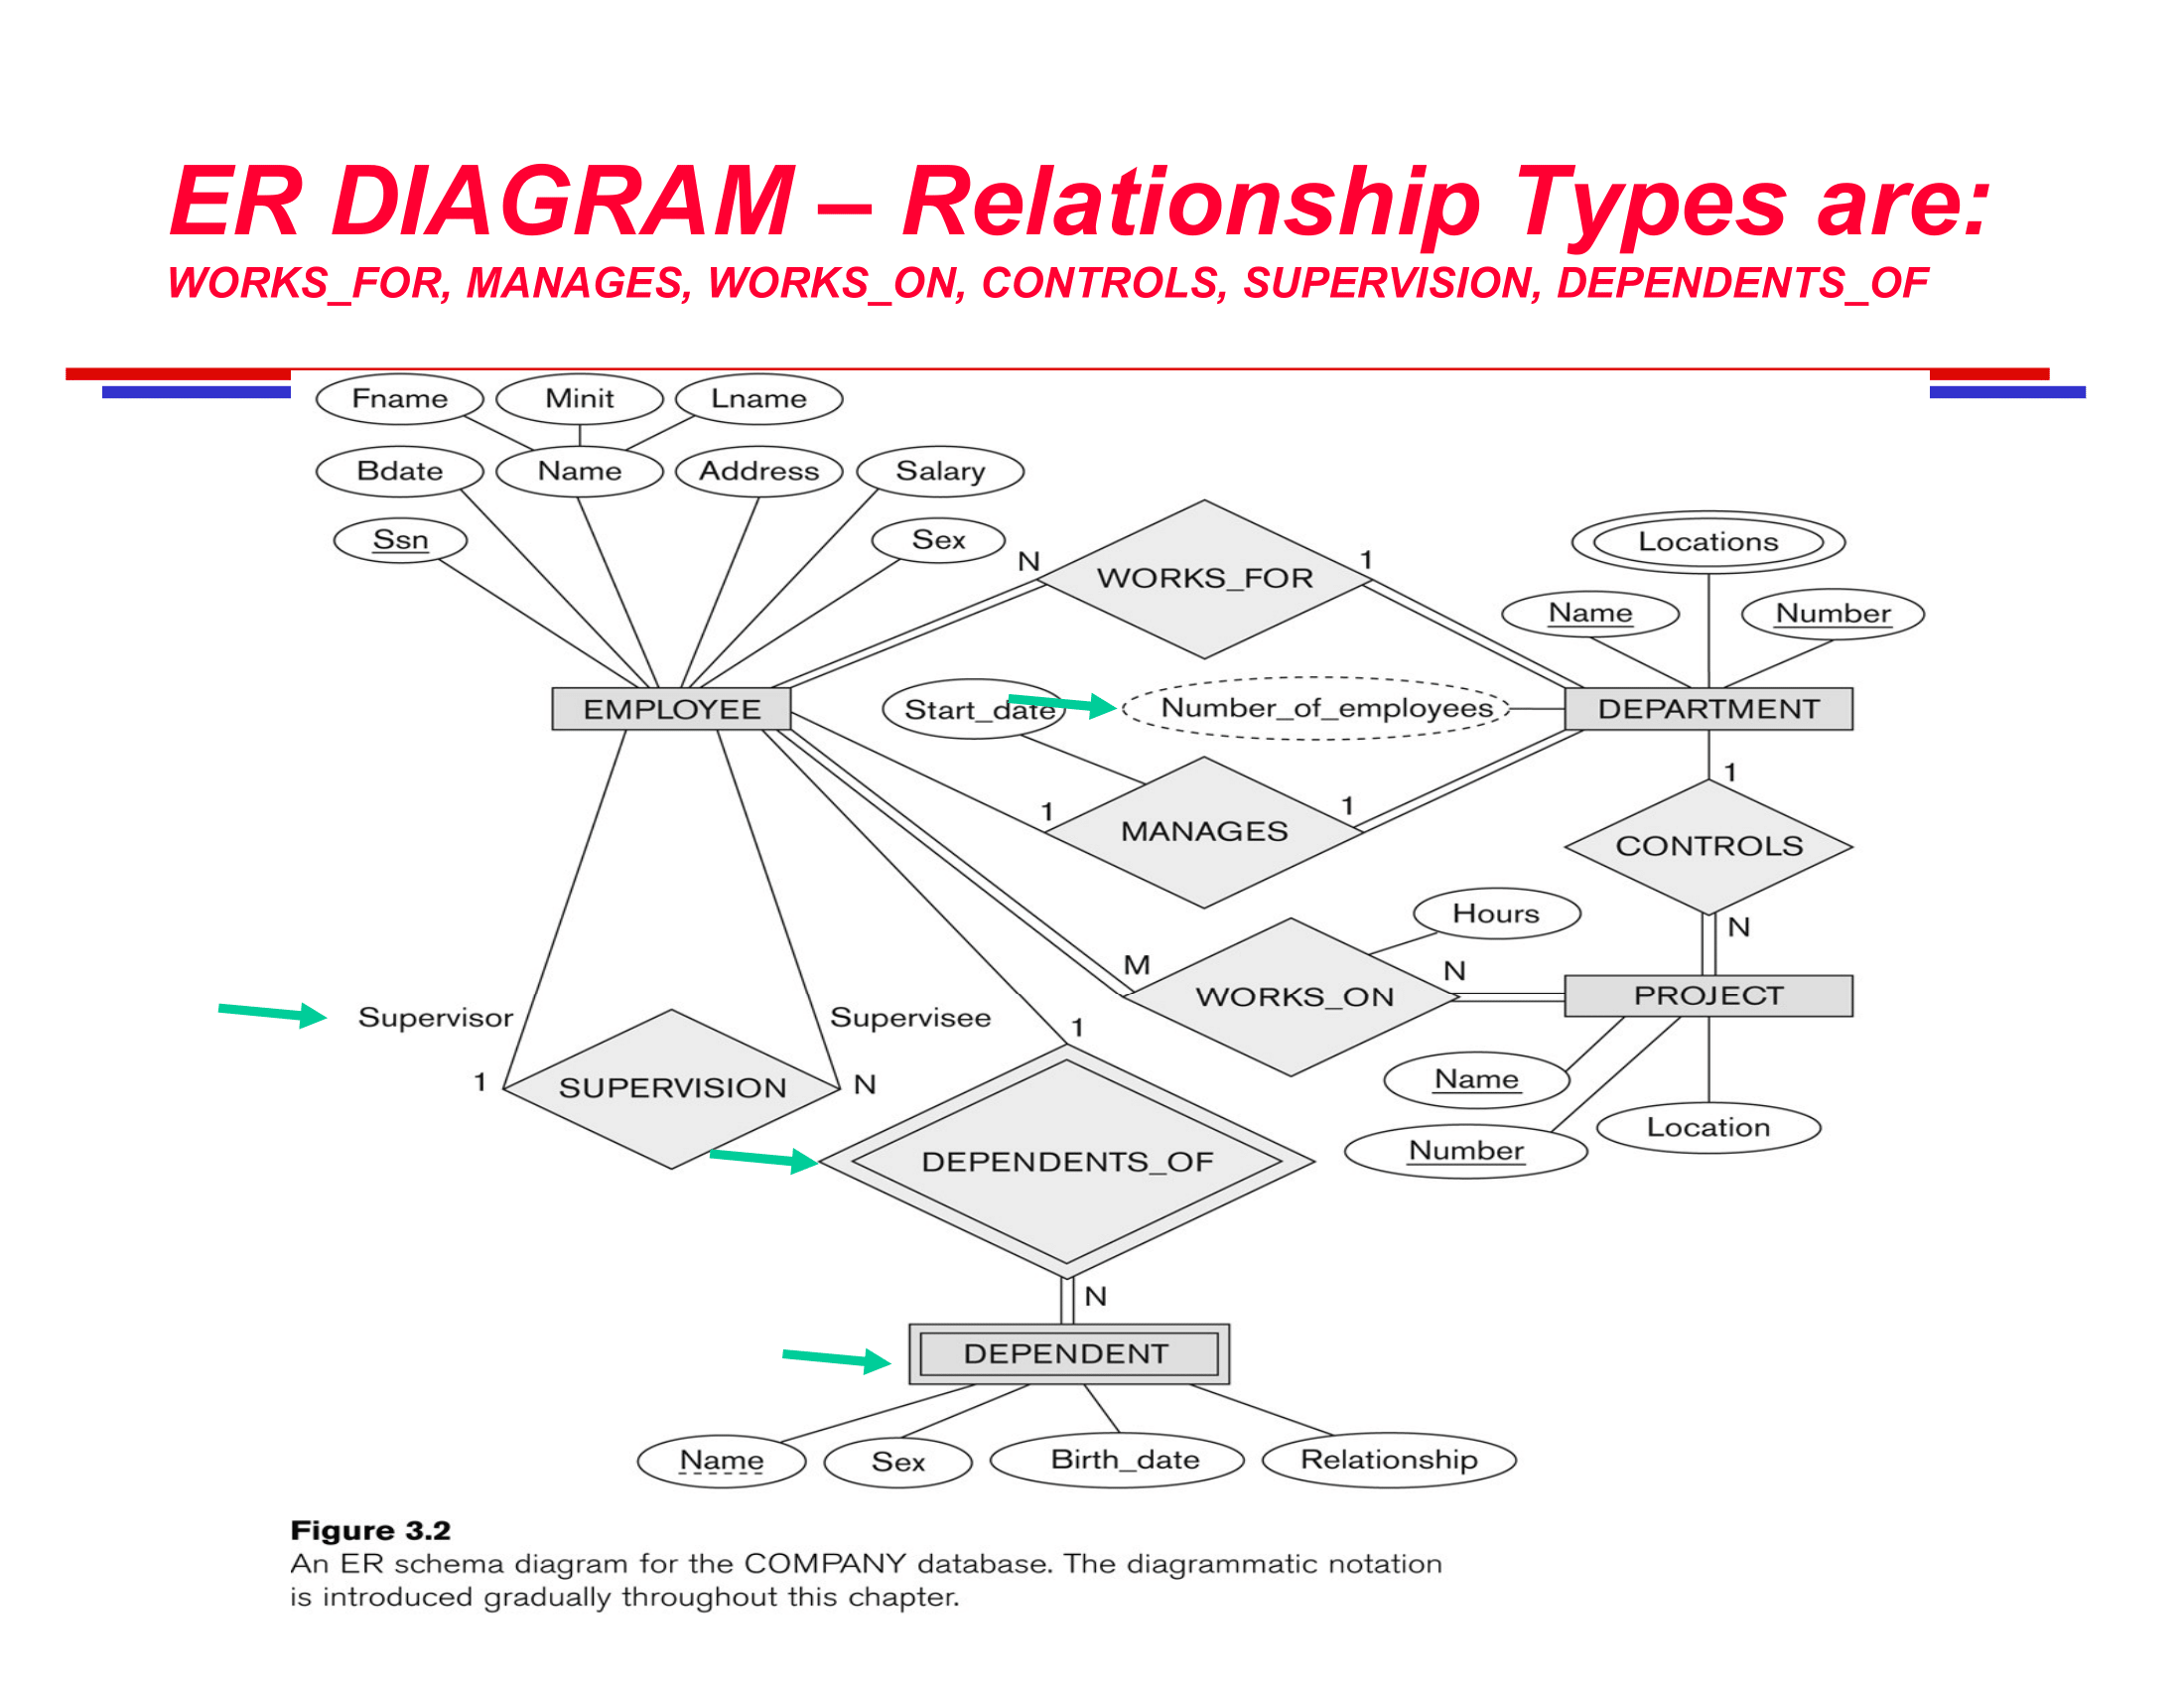 ER DIAGRAM – Relationship Types are:
WORKS_FOR, MANAGES, WORKS_ON, CONTROLS, SUPERVISION, DEPENDENTS_OF
Fname Minit Lname
Bdate Name Address Salary
Ssn Sex
N WORKS_FOR 1
Locations
Name Number
EMPLOYEE
Start_date
Number_of_employees
DEPARTMENT
1 MANAGES 1
1
CONTROLS
N
Hours
M WORKS_ON N
PROJECT
Supervisor Supervisee
1 SUPERVISION N
1
DEPENDENTS_OF
N
Name
Number
Location
DEPENDENT
Name Sex Birth_date Relationship
Figure 3.2
An ER schema diagram for the COMPANY database. The diagrammatic notation
is introduced gradually throughout this chapter.